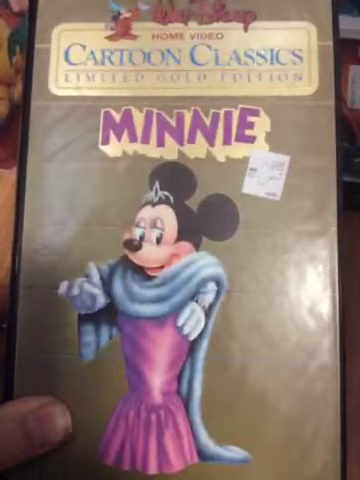 Walt Disney
HOME VIDEO
CARTOON CLASSICS
LIMITED GOLD EDITION
MINNIE